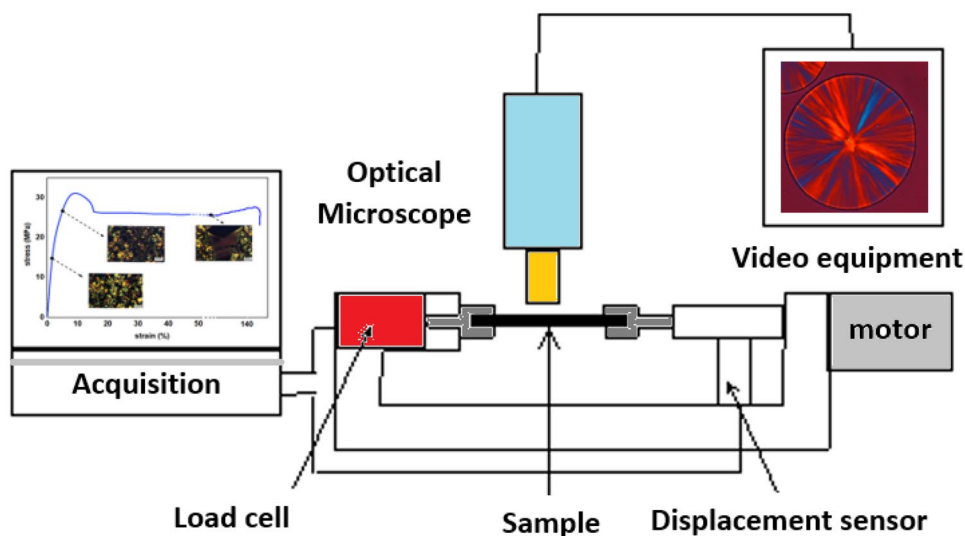 Optical
Microscope
Video equipment
stress (MPa)
30
20
10
0
0 10 20 30 40 50 140
strain (%)
Acquisition
motor
Load cell
Sample
Displacement sensor